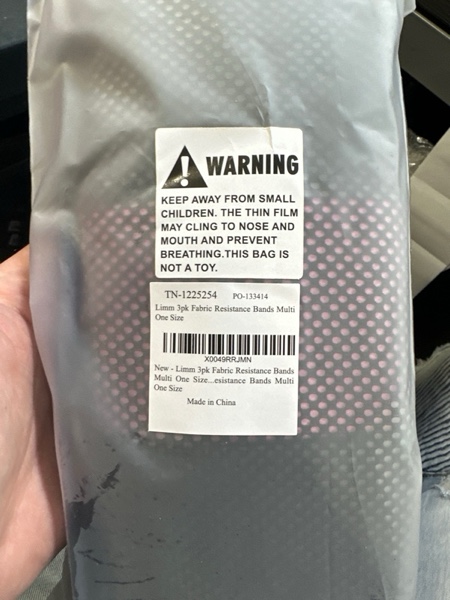 WARNING
KEEP AWAY FROM SMALL
CHILDREN. THE THIN FILM
MAY CLING TO NOSE AND
MOUTH AND PREVENT
BREATHING.THIS BAG IS
NOT A TOY.
TN-1225254 PO-133414
Limm 3pk Fabric Resistance Bands Multi
One Size
X0049RRJMN
New - Limm 3pk Fabric Resistance Bands
Multi One Size...esistance Bands Multi
One Size
Made in China